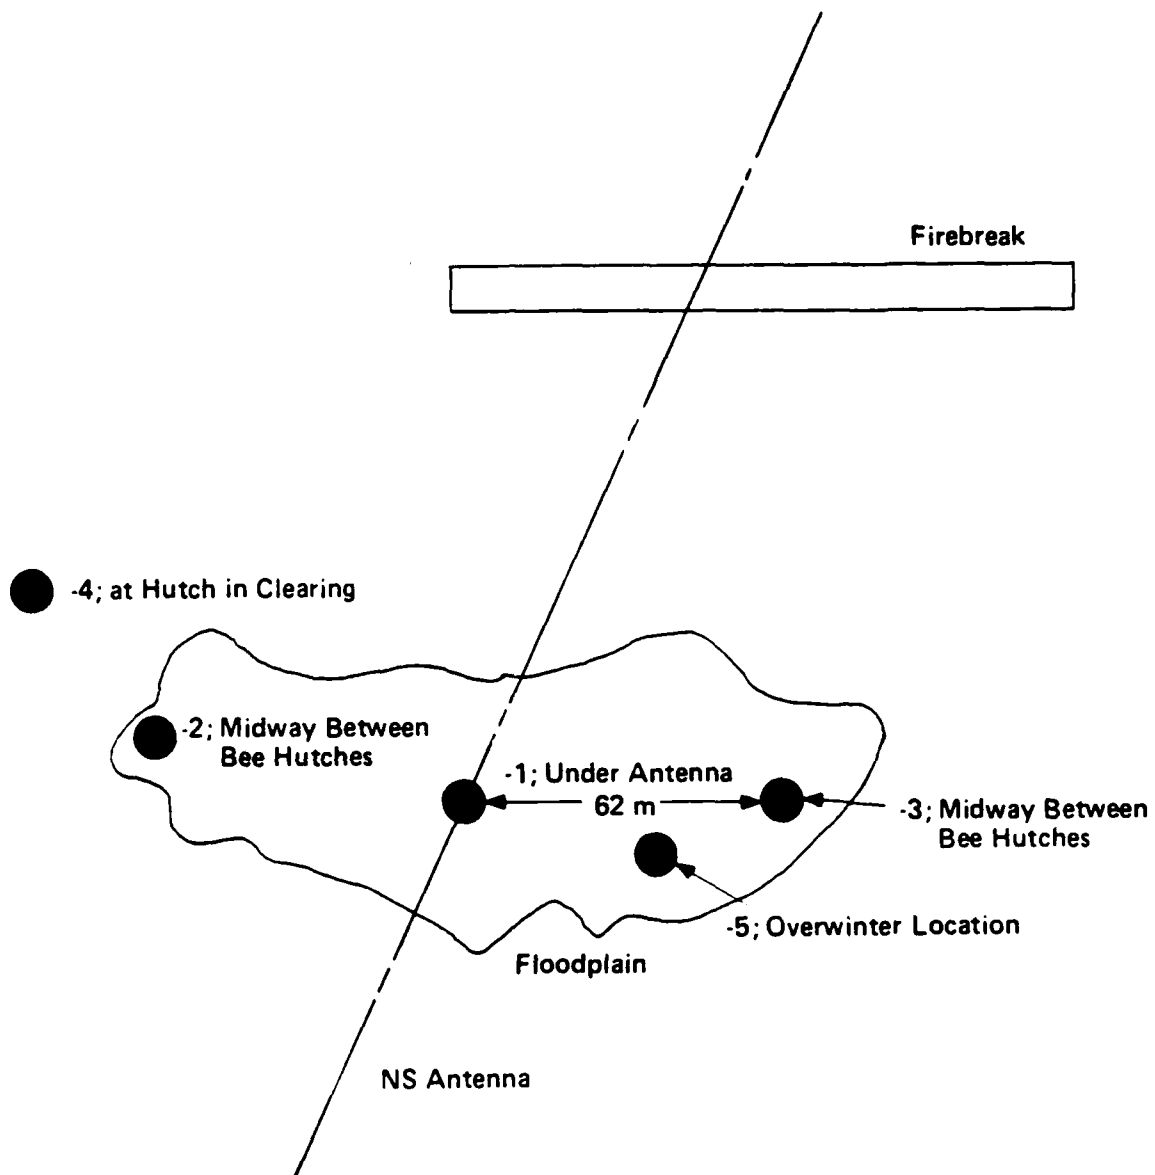 Firebreak
-4; at Hutch in Clearing
-2; Midway Between
Bee Hutches
-1; Under Antenna
62 m
-3; Midway Between
Bee Hutches
-5; Overwinter Location
Floodplain
NS Antenna